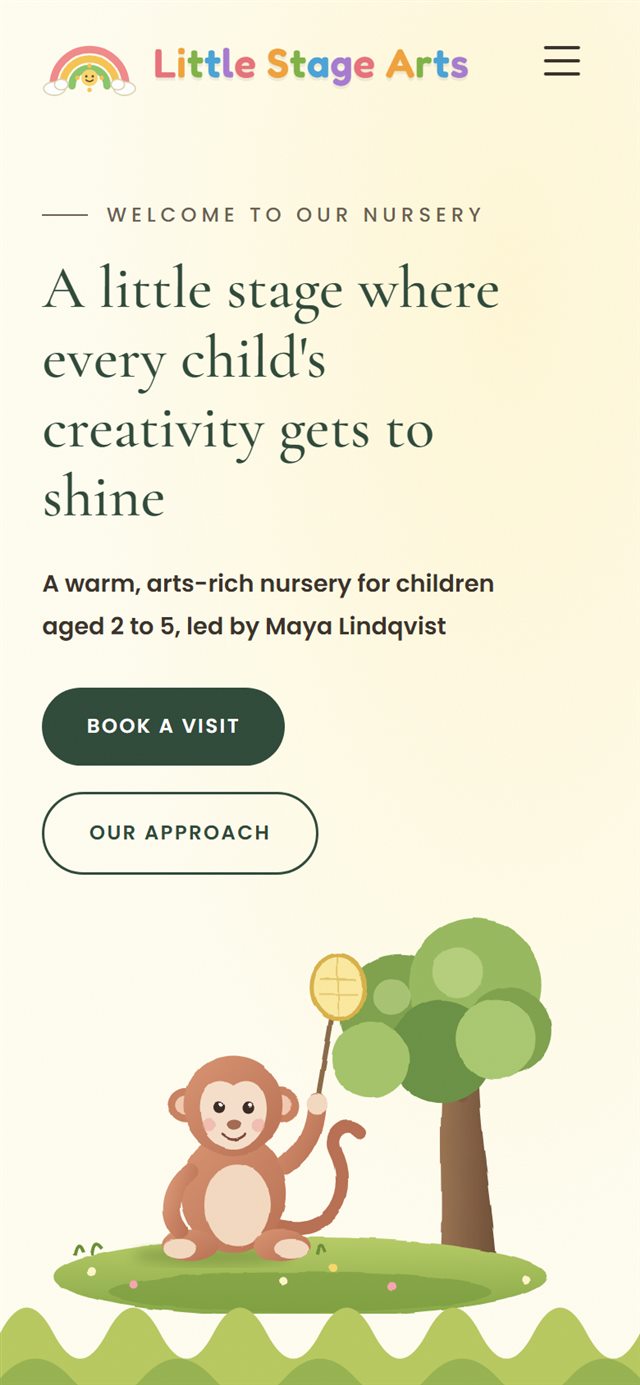 Little Stage Arts
WELCOME TO OUR NURSERY
A little stage where
every child's
creativity gets to
shine
A warm, arts-rich nursery for children
aged 2 to 5, led by Maya Lindqvist
BOOK A VISIT
OUR APPROACH